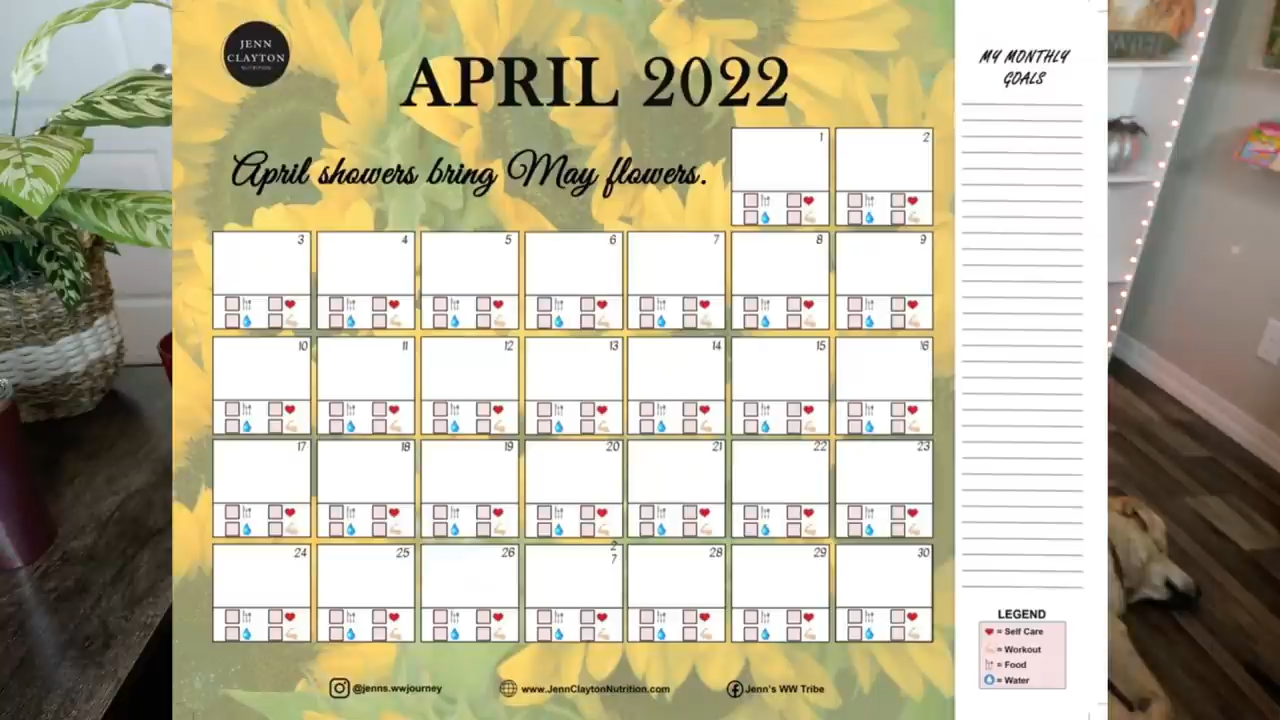 JENN
CLAYTON
NUTRITION
APRIL 2022
April showers bring May flowers.
1
2
3
4
5
6
7
8
9
10
11
12
13
14
15
16
17
18
19
20
21
22
23
24
25
26
2
7
28
29
30
@jenns.wwjourney
www.JennClaytonNutrition.com
Jenn's WW Tribe
MY MONTHLY
GOALS
LEGEND
= Self Care
= Workout
= Food
= Water